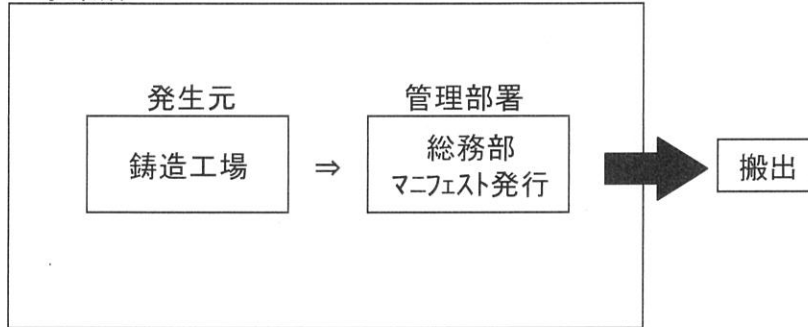 発生元
管理部署
鋳造工場
⇒
総務部
マニフェスト発行
搬出